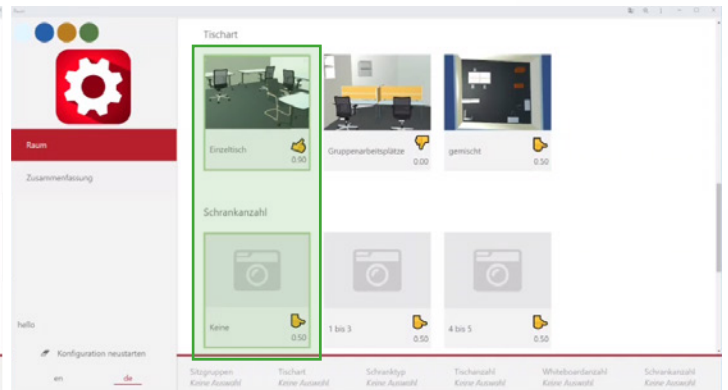 Raum
Tischart
Einzeltisch
0.90
Gruppenarbeitsplätze
0.00
gemischt
0.50
Raum
Zusammenfassung
Schrankanzahl
Keine
0.50
1 bis 3
0.50
4 bis 5
0.50
hello
Konfiguration neustarten
en de
Sitzgruppen Tischart Schranktyp Tischanzahl Whiteboardanzahl Schrankanzahl
Keine Auswahl Keine Auswahl Keine Auswahl Keine Auswahl Keine Auswahl Keine Auswahl